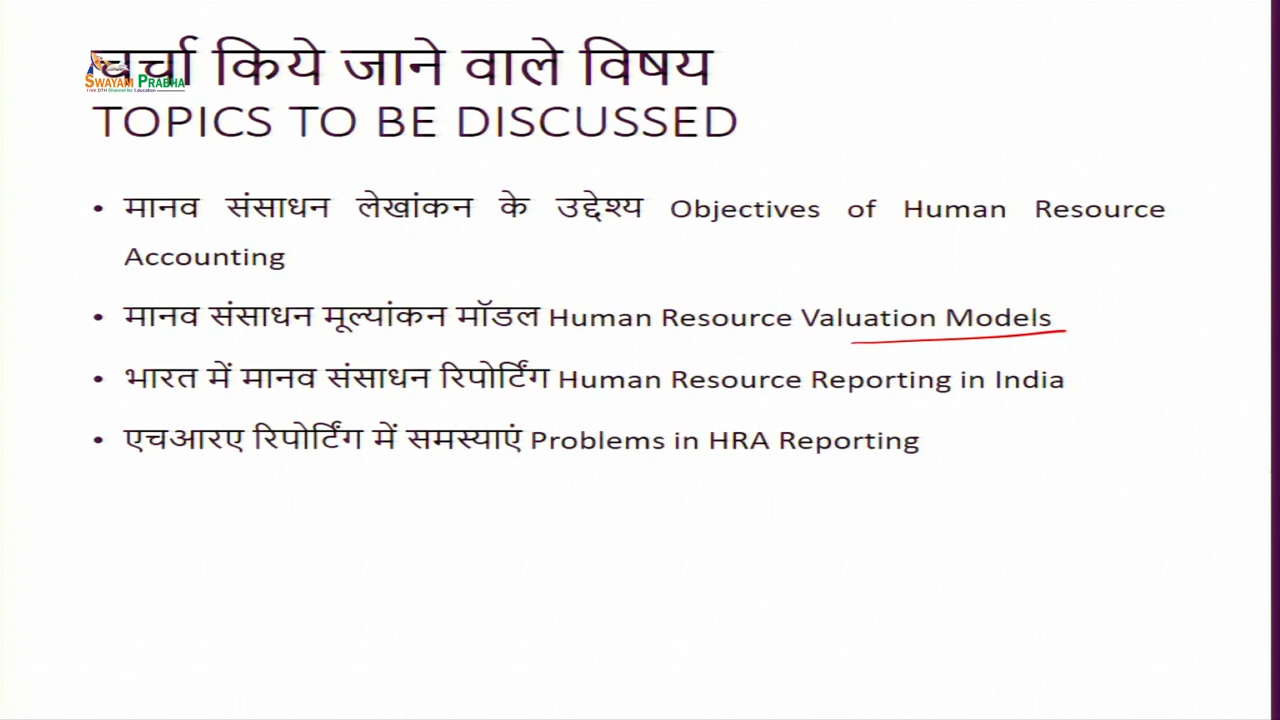 चर्चा किये जाने वाले विषय
SWAYAM PRABHA
Free DTH Channel for Education
TOPICS TO BE DISCUSSED
• मानव संसाधन लेखांकन के उद्देश्य Objectives of Human Resource
Accounting
• मानव संसाधन मूल्यांकन मॉडल Human Resource Valuation Models
• भारत में मानव संसाधन रिपोर्टिंग Human Resource Reporting in India
• एचआरए रिपोर्टिंग में समस्याएं Problems in HRA Reporting